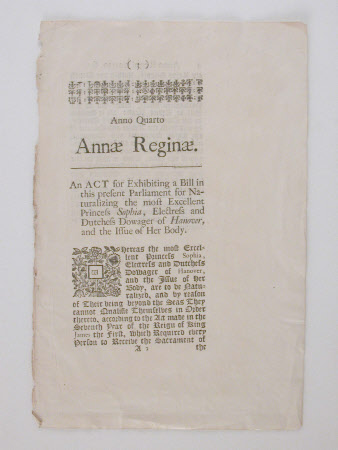 ( 1 )
Anno Quarto
Annæ Reginæ.
An ACT for Exhibiting a Bill in
this present Parliament for Na-
turalizing the most Excellent
Princess Sophia, Electress and
Dutchess Dowager of Hanover,
and the Issue of Her Body.
Whereas the most Excel-
lent Princess Sophia,
Electress and Dutchess
Dowager of Hanover,
and the Issue of her
Body, are to be Natu-
ralized, and by reason
of Their being beyond the Seas They
cannot Enable Themselves in Order
thereto, according to the Act made in the
Seventh Year of the Reign of King
James the First, which Required every
Person to Receive the Sacrament of
A 2 the